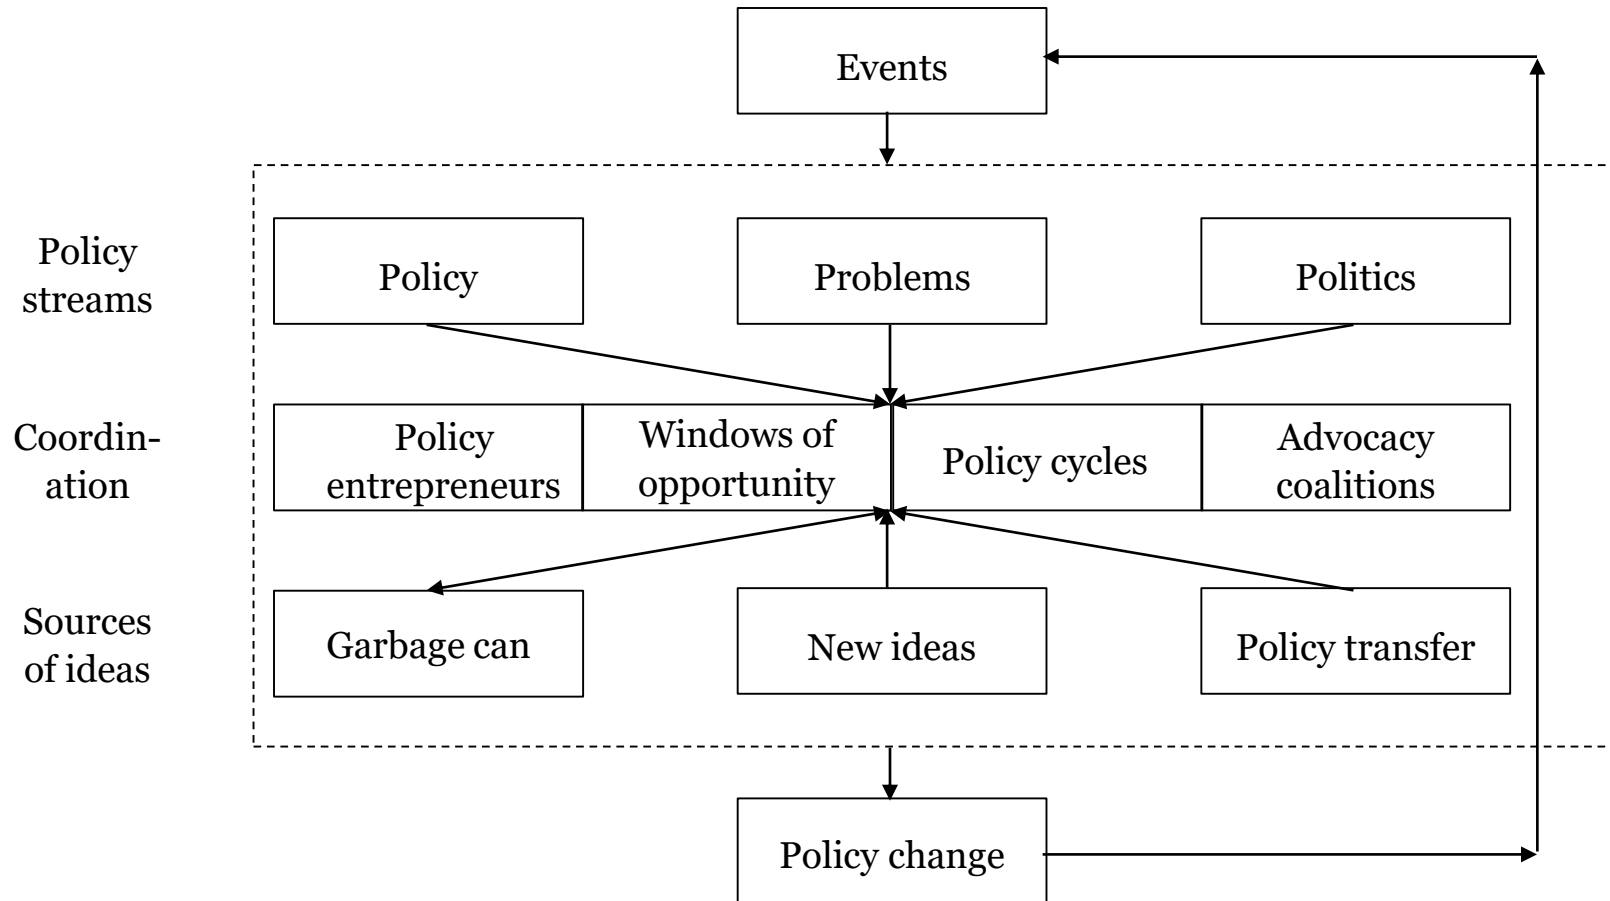 Events
Policy
streams
Policy
Problems
Politics
Coordin-
ation
Policy
entrepreneurs
Windows of
opportunity
Policy cycles
Advocacy
coalitions
Sources
of ideas
Garbage can
New ideas
Policy transfer
Policy change